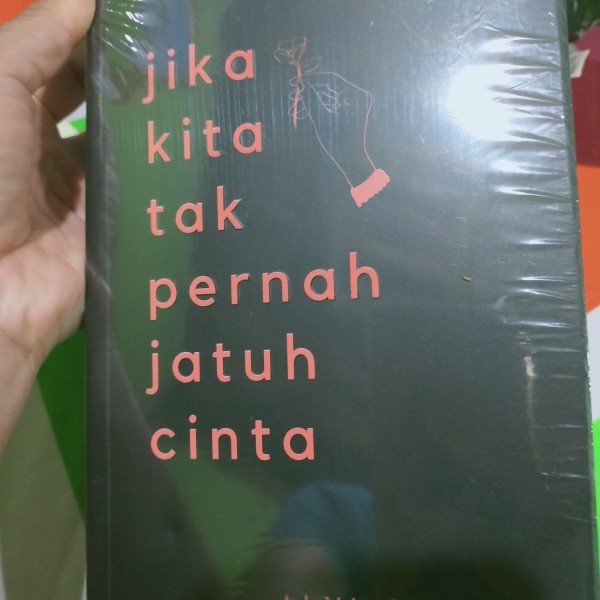 jika
kita
tak
pernah
jatuh
cinta